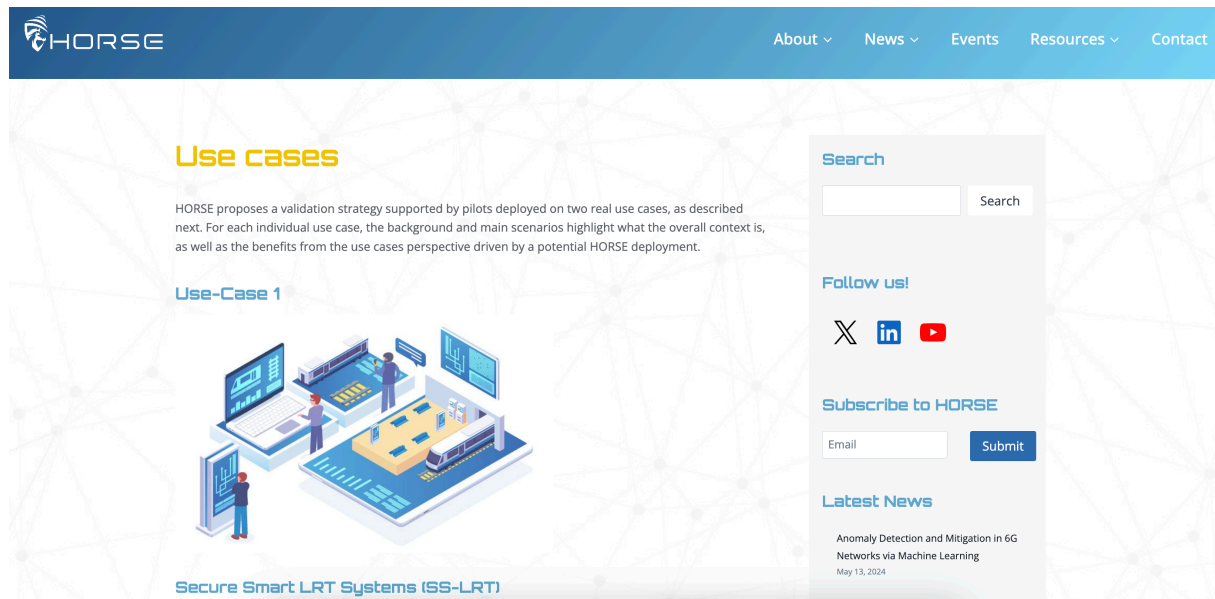 HORSE
About
News
Events
Resources
Contact
Use cases
HORSE proposes a validation strategy supported by pilots deployed on two real use cases, as described
next. For each individual use case, the background and main scenarios highlight what the overall context is,
as well as the benefits from the use cases perspective driven by a potential HORSE deployment.
Use-Case 1
Secure Smart LRT Systems (SS-LRT)
Search
Search
Follow us!
X
in
Subscribe to HORSE
Email
Submit
Latest News
Anomaly Detection and Mitigation in 6G
Networks via Machine Learning
May 13, 2024